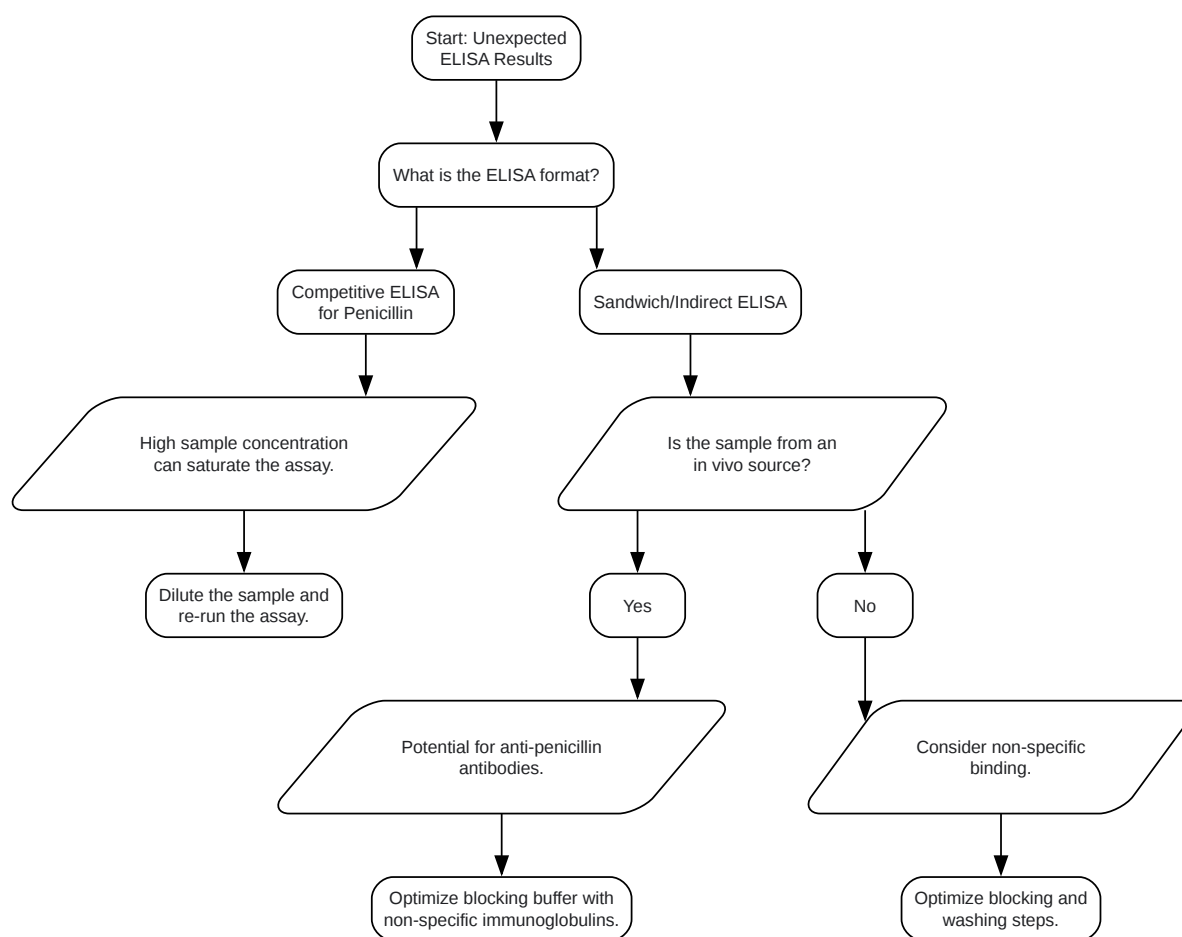 Start: Unexpected
ELISA Results
What is the ELISA format?
Competitive ELISA
for Penicillin
Sandwich/Indirect ELISA
High sample concentration
can saturate the assay.
Is the sample from an
in vivo source?
Dilute the sample and
re-run the assay.
Yes
No
Potential for anti-penicillin
antibodies.
Consider non-specific
binding.
Optimize blocking buffer with
non-specific immunoglobulins.
Optimize blocking and
washing steps.